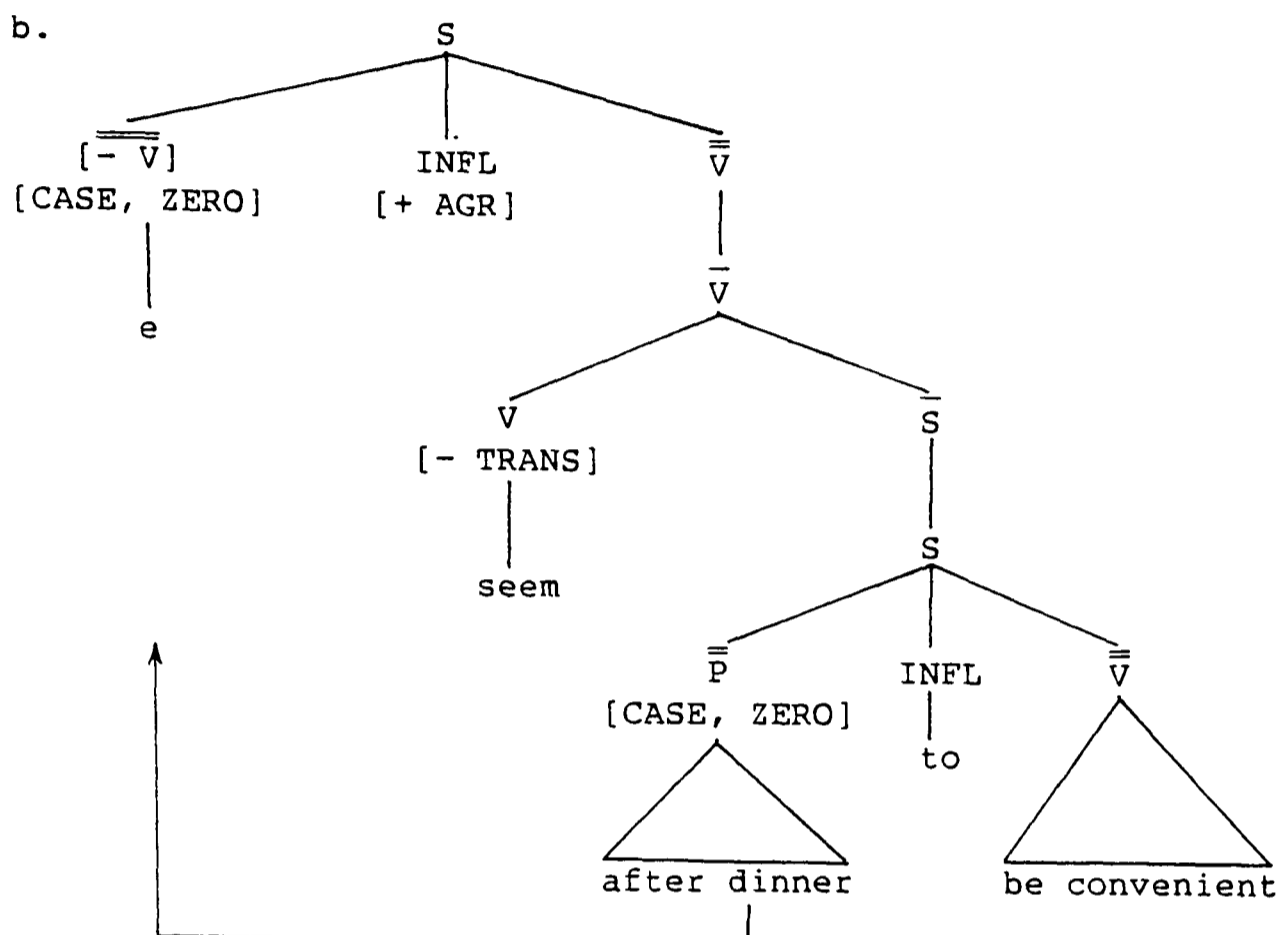 b.
S
[- V̿] INFL V̿
[CASE, ZERO] [+ AGR]
V̄
e
V S̄
[- TRANS]
S
seem
P̿ INFL V̿
[CASE, ZERO]
to
after dinner be convenient